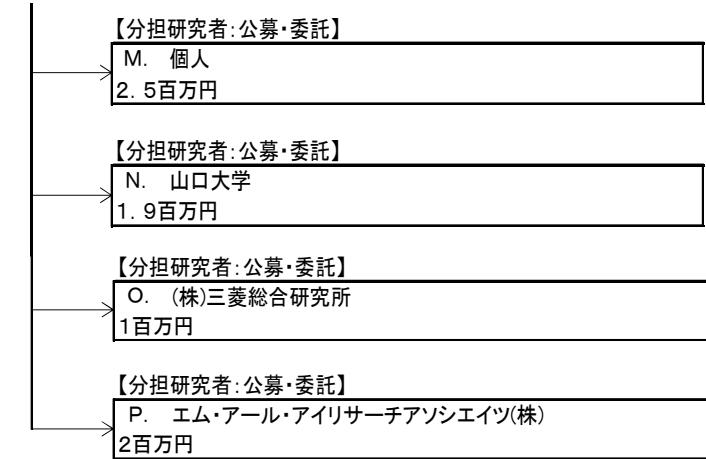 【分担研究者：公募・委託】
M.　個人
２．５百万円
【分担研究者：公募・委託】
N.　山口大学
１．９百万円
【分担研究者：公募・委託】
O.　(株)三菱総合研究所
１百万円
【分担研究者：公募・委託】
P.　エム・アール・アイリサーチアソシエイツ(株)
２百万円